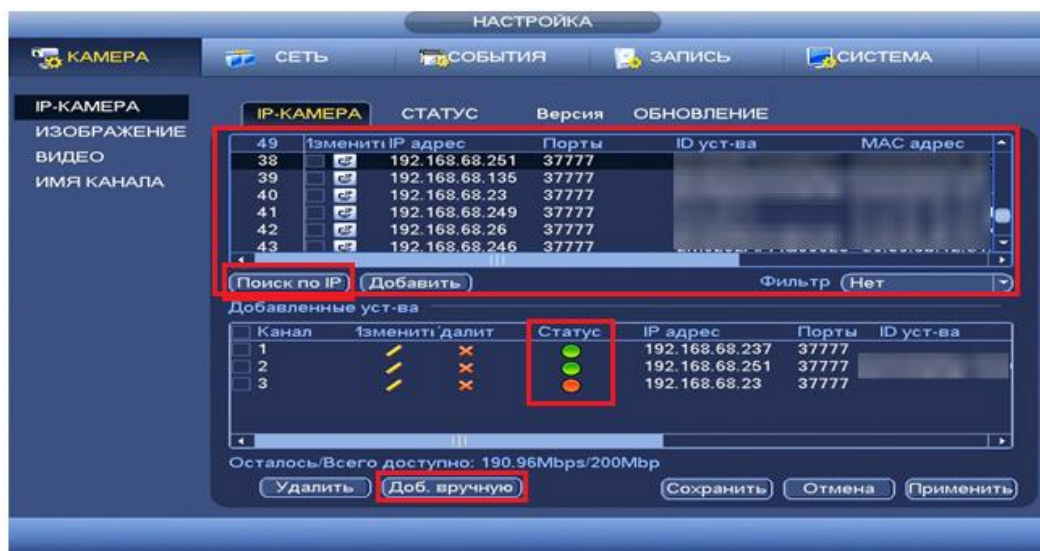 НАСТРОЙКА
КАМЕРА СЕТЬ СОБЫТИЯ ЗАПИСЬ СИСТЕМА
IP-КАМЕРА
ИЗОБРАЖЕНИЕ
ВИДЕО
ИМЯ КАНАЛА
IP-КАМЕРА СТАТУС Версия ОБНОВЛЕНИЕ
49 Изменить IP адрес Порты ID уст-ва MAC адрес
38 192.168.68.251 37777
39 192.168.68.135 37777
40 192.168.68.23 37777
41 192.168.68.249 37777
42 192.168.68.26 37777
43 192.168.68.246 37777
Поиск по IP Добавить Фильтр Нет
Добавленные уст-ва
Канал Изменить далит Статус IP адрес Порты ID уст-ва
1 192.168.68.237 37777
2 192.168.68.251 37777
3 192.168.68.23 37777
Осталось/Всего доступно: 190.96Mbps/200Mbp
Удалить Доб. вручную Сохранить Отмена Применить